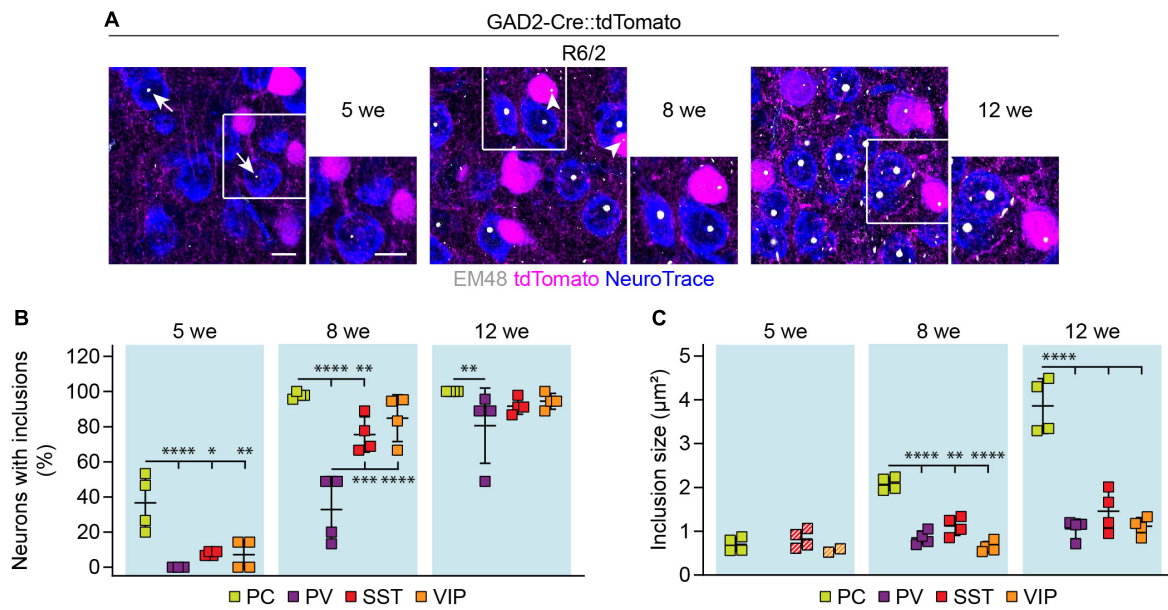 A
GAD2-Cre::tdTomato
R6/2
5 we
8 we
12 we
EM48 tdTomato NeuroTrace
B
5 we 8 we 12 we
Neurons with inclusions
(%)
120
100
80
60
40
20
0
**** * **
**** **
*** ****
**
PC PV SST VIP
C
5 we 8 we 12 we
Inclusion size (µm²)
5
4
3
2
1
0
**** ** ****
****
PC PV SST VIP